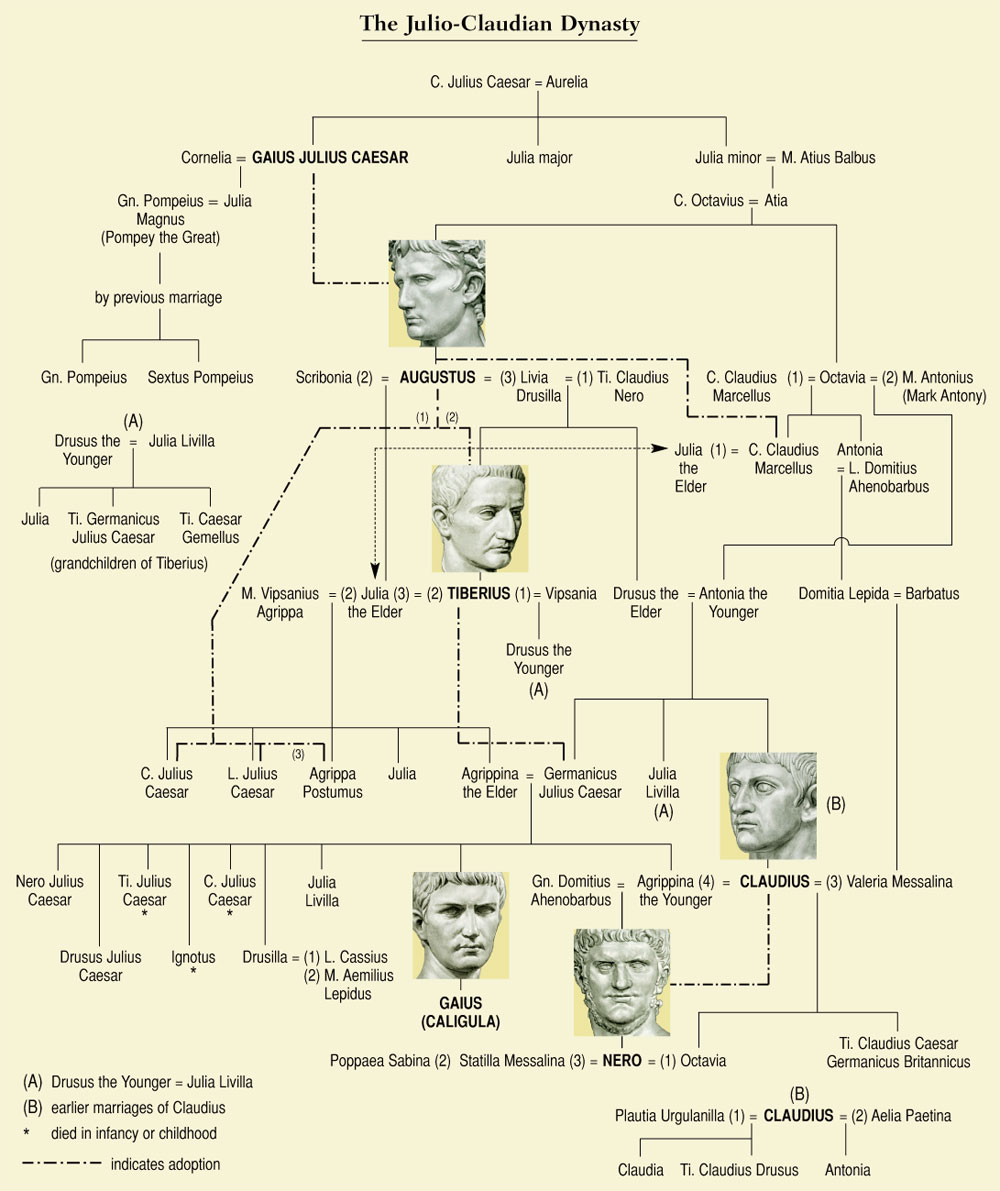 The Julio-Claudian Dynasty
C. Julius Caesar = Aurelia
Cornelia = GAIUS JULIUS CAESAR
Julia major
Julia minor = M. Atius Balbus
Gn. Pompeius = Julia
Magnus
(Pompey the Great)
C. Octavius = Atia
by previous marriage
Gn. Pompeius
Sextus Pompeius
Scribonia (2) = AUGUSTUS = (3) Livia = (1) Ti. Claudius
Drusilla
Nero
C. Claudius (1) = Octavia = (2) M. Antonius
Marcellus
(Mark Antony)
(1)
(2)
(A)
Drusus the = Julia Livilla
Younger
Julia
Ti. Germanicus
Julius Caesar
Ti. Caesar
Gemellus
(grandchildren of Tiberius)
Julia (1) = C. Claudius
the
Elder
Marcellus
Antonia
= L. Domitius
Ahenobarbus
M. Vipsanius = (2) Julia (3) = (2) TIBERIUS (1) = Vipsania
Agrippa
the Elder
Drusus the = Antonia the
Elder
Younger
Domitia Lepida = Barbatus
Drusus the
Younger
(A)
(3)
C. Julius
Caesar
L. Julius
Caesar
Agrippa
Postumus
Julia
Agrippina = Germanicus
the Elder
Julius Caesar
Julia
Livilla
(A)
(B)
Nero Julius
Caesar
Ti. Julius
Caesar
*
C. Julius
Caesar
*
Julia
Livilla
Gn. Domitius = Agrippina (4) = CLAUDIUS = (3) Valeria Messalina
Ahenobarbus
the Younger
Drusus Julius
Caesar
Ignotus
*
Drusilla = (1) L. Cassius
(2) M. Aemilius
Lepidus
GAIUS
(CALIGULA)
Poppaea Sabina (2) Statilla Messalina (3) = NERO = (1) Octavia
Ti. Claudius Caesar
Germanicus Britannicus
(A) Drusus the Younger = Julia Livilla
(B) earlier marriages of Claudius
* died in infancy or childhood
indicates adoption
(B)
Plautia Urgulanilla (1) = CLAUDIUS = (2) Aelia Paetina
Claudia
Ti. Claudius Drusus
Antonia